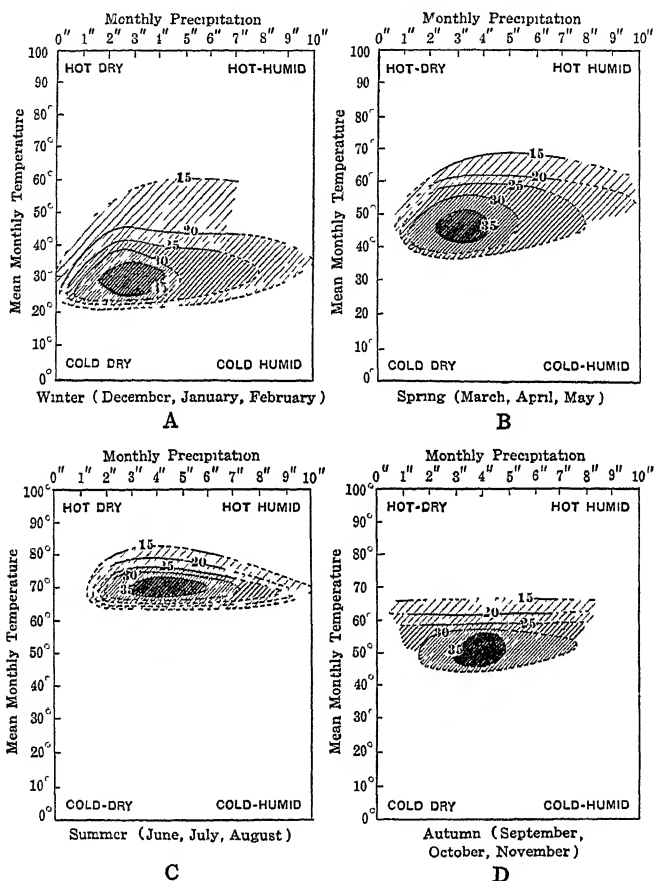 Monthly Precipitation
0" 1" 2" 3" 4" 5" 6" 7" 8" 9" 10"
100
90°
80°
70°
60°
50°
40°
30°
20°
10°
0°
Mean Monthly Temperature
HOT DRY HOT-HUMID
15
20
25
30
35
COLD DRY COLD HUMID
Winter (December, January, February)
A
Monthly Precipitation
0" 1" 2" 3" 4" 5" 6" 7" 8" 9" 10"
100
90°
80°
70°
60°
50°
40°
30°
20°
10°
0°
Mean Monthly Temperature
HOT-DRY HOT HUMID
15
20
25
30
35
COLD DRY COLD-HUMID
Spring (March, April, May)
B
Monthly Precipitation
0" 1" 2" 3" 4" 5" 6" 7" 8" 9" 10"
100°
90°
80°
70°
60°
50°
40°
30°
20°
10°
0°
Mean Monthly Temperature
HOT DRY HOT HUMID
15
20
25
30
35
COLD-DRY COLD-HUMID
Summer (June, July, August)
C
Monthly Precipitation
0" 1" 2" 3" 4" 5" 6" 7" 8" 9" 10"
100°
90°
80°
70°
60°
50°
40°
30°
20°
10°
0°
Mean Monthly Temperature
HOT-DRY HOT HUMID
15
20
25
30
35
COLD DRY COLD-HUMID
Autumn (September,
October, November)
D